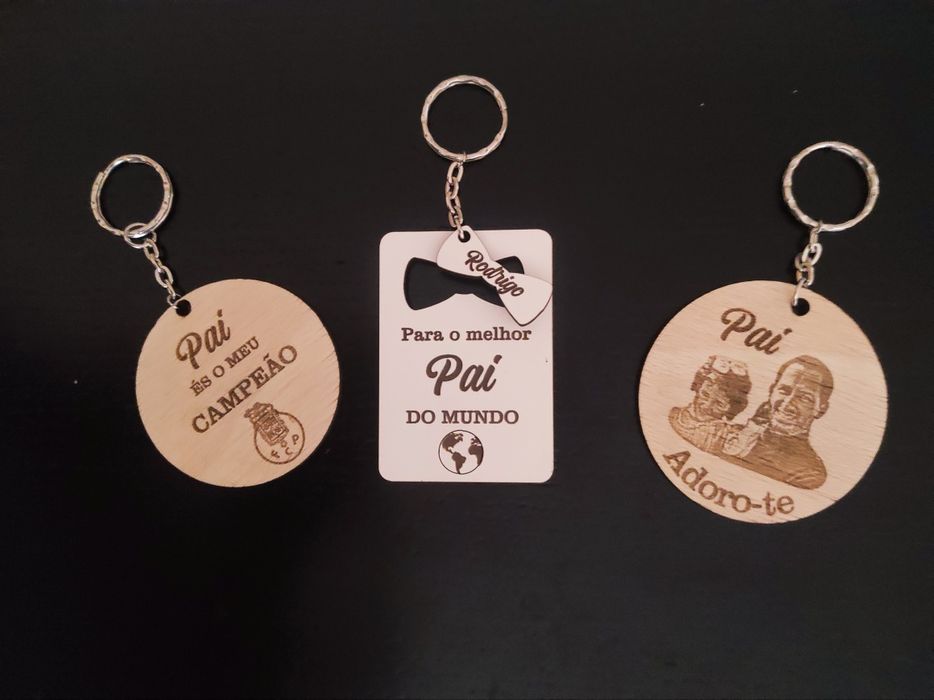 Pai
ÉS O MEU
CAMPEÃO
FCP
Rodrigo
Para o melhor
Pai
DO MUNDO
Pai
Adoro-te